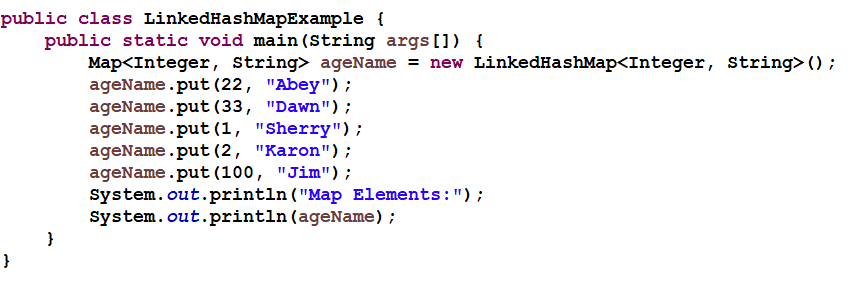 public class LinkedHashMapExample {
    public static void main(String args[]) {
        Map<Integer, String> ageName = new LinkedHashMap<Integer, String>();
        ageName.put(22, "Abey");
        ageName.put(33, "Dawn");
        ageName.put(1, "Sherry");
        ageName.put(2, "Karon");
        ageName.put(100, "Jim");
        System.out.println("Map Elements:");
        System.out.println(ageName);
    }
}